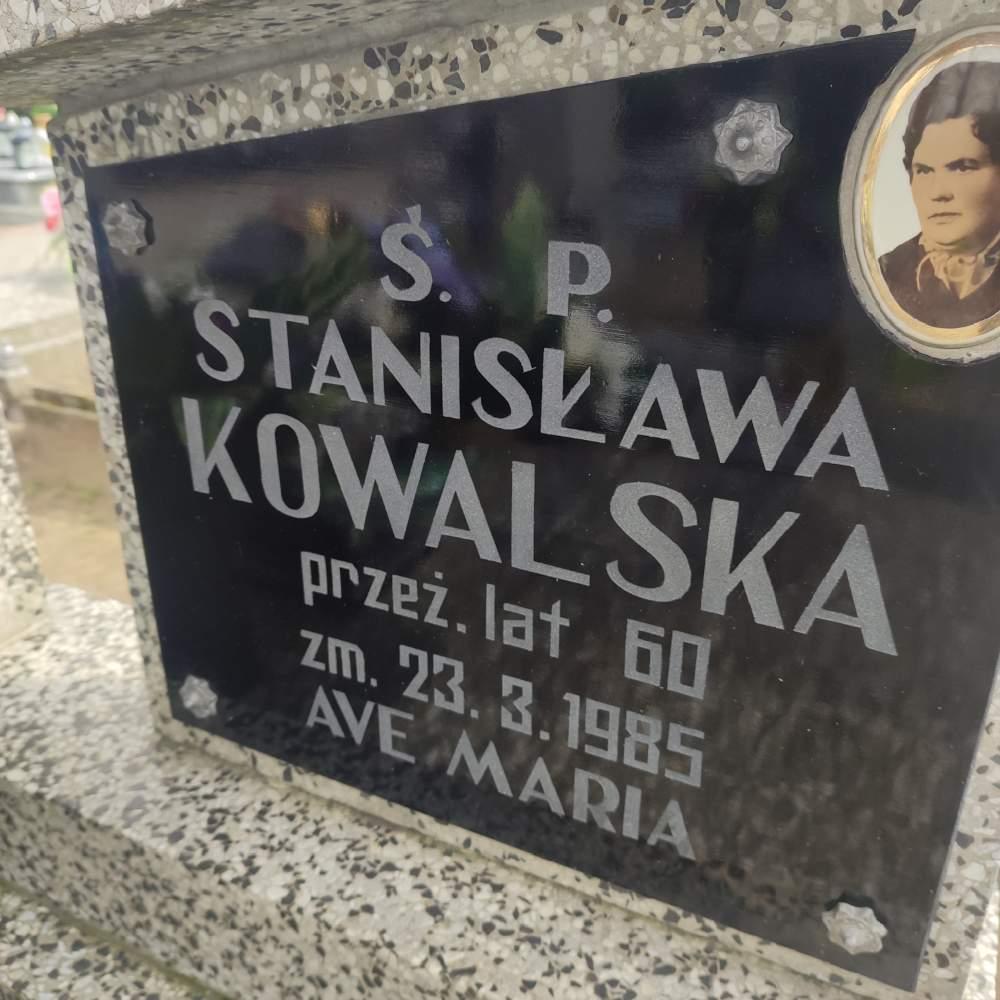 Ś. P.
STANISŁAWA
KOWALSKA
przeż. lat 60
zm. 23. 3. 1985
AVE MARIA